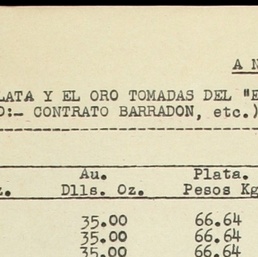 A N
LATA Y EL ORO TOMADAS DEL "E
O:- CONTRATO BARRADON, etc.)
Au. Plata.
z. Dlls. Oz. Pesos Kg
35.00 66.64
35.00 66.64
35.00 66.64